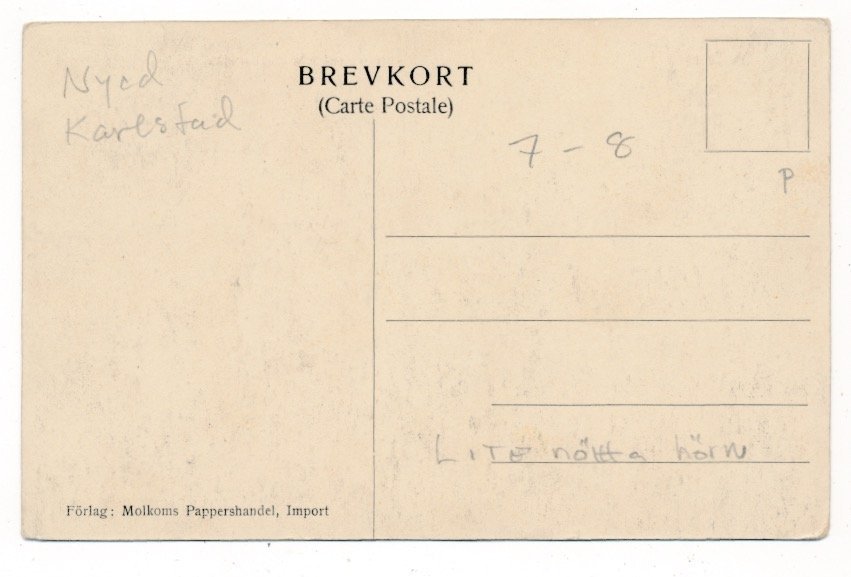 Nyed
Karlstad
BREVKORT
(Carte Postale)
7 - 8
P
LITE nötta hörn
Förlag: Molkoms Pappershandel, Import